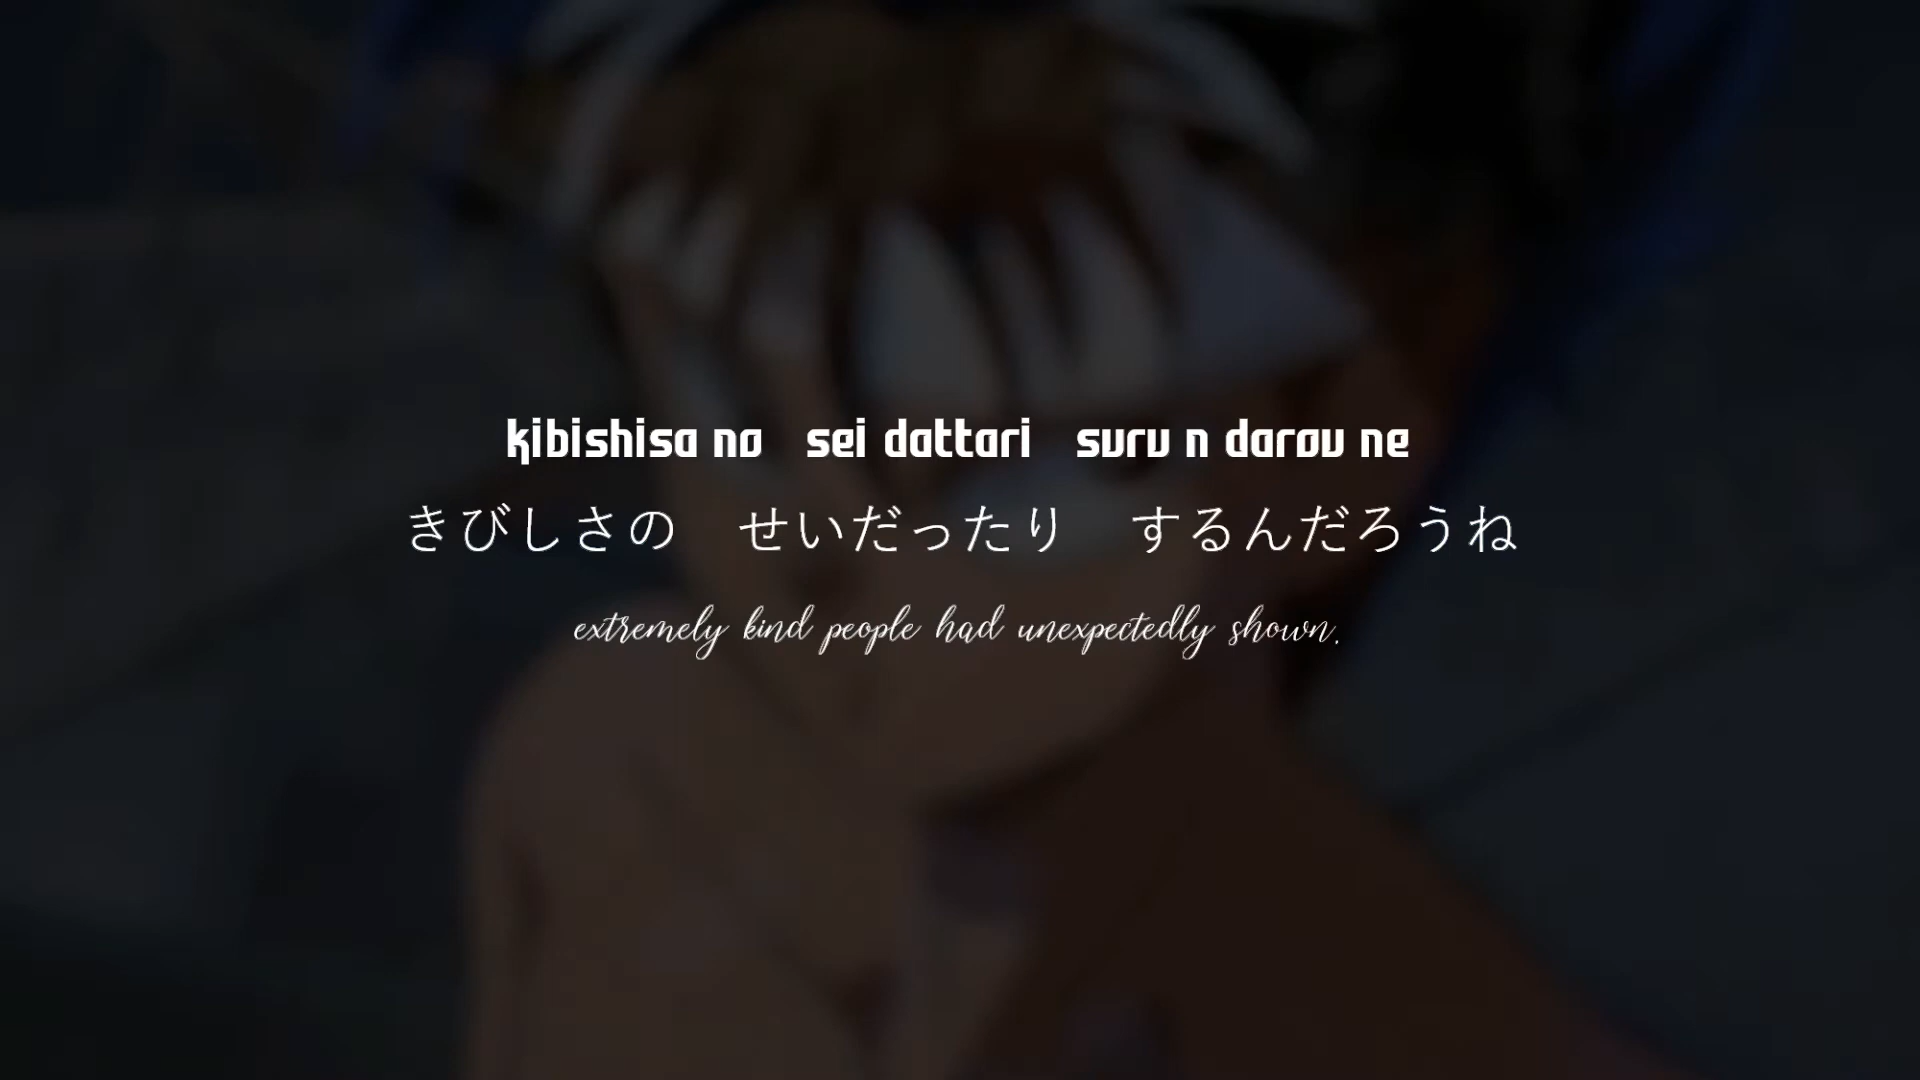 kibishisa no sei dattari suru n darou ne
きびしさの　せいだったり　するんだろうね
extremely kind people had unexpectedly shown.